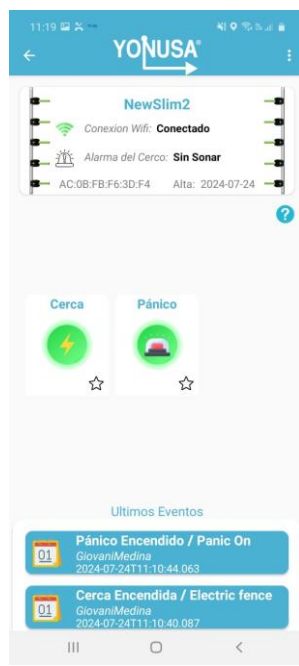 11:19
YONUSA®
NewSlim2
Conexion Wifi: Conectado
Alarma del Cerco: Sin Sonar
AC:0B:FB:F6:3D:F4 Alta: 2024-07-24
?
Cerca Pánico
Ultimos Eventos
01
Pánico Encendido / Panic On
GiovaniMedina
2024-07-24T11:10:44.063
01
Cerca Encendida / Electric fence
GiovaniMedina
2024-07-24T11:10:40.087